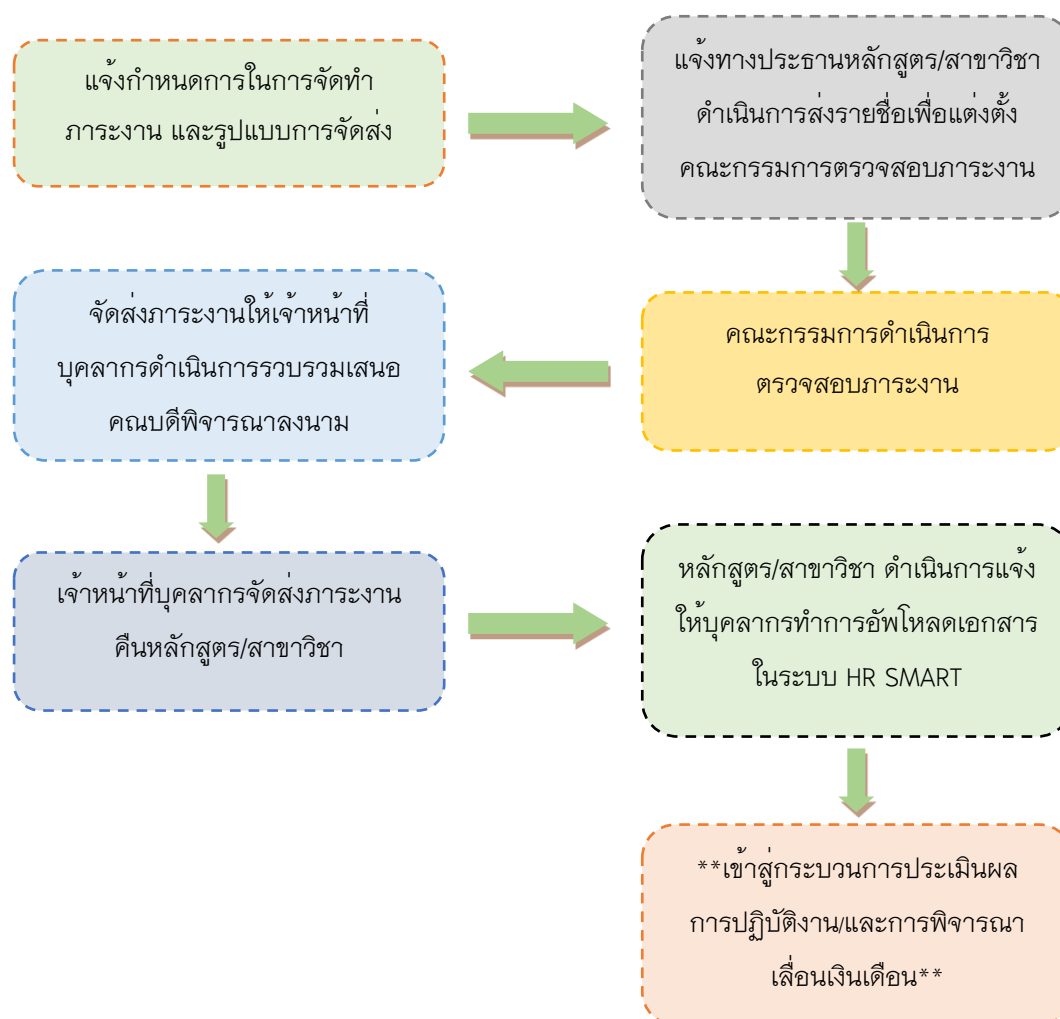 แจ้งกำหนดการในการจัดทำ
ภาระงาน และรูปแบบการจัดส่ง
แจ้งทางประธานหลักสูตร/สาขาวิชา
ดำเนินการส่งรายชื่อเพื่อแต่งตั้ง
คณะกรรมการตรวจสอบภาระงาน
คณะกรรมการดำเนินการ
ตรวจสอบภาระงาน
จัดส่งภาระงานให้เจ้าหน้าที่
บุคลากรดำเนินการรวบรวมเสนอ
คณบดีพิจารณาลงนาม
เจ้าหน้าที่บุคลากรจัดส่งภาระงาน
คืนหลักสูตร/สาขาวิชา
หลักสูตร/สาขาวิชา ดำเนินการแจ้ง
ให้บุคลากรทำการอัพโหลดเอกสาร
ในระบบ HR SMART
**เข้าสู่กระบวนการประเมินผล
การปฏิบัติงาน/และการพิจารณา
เลื่อนเงินเดือน**